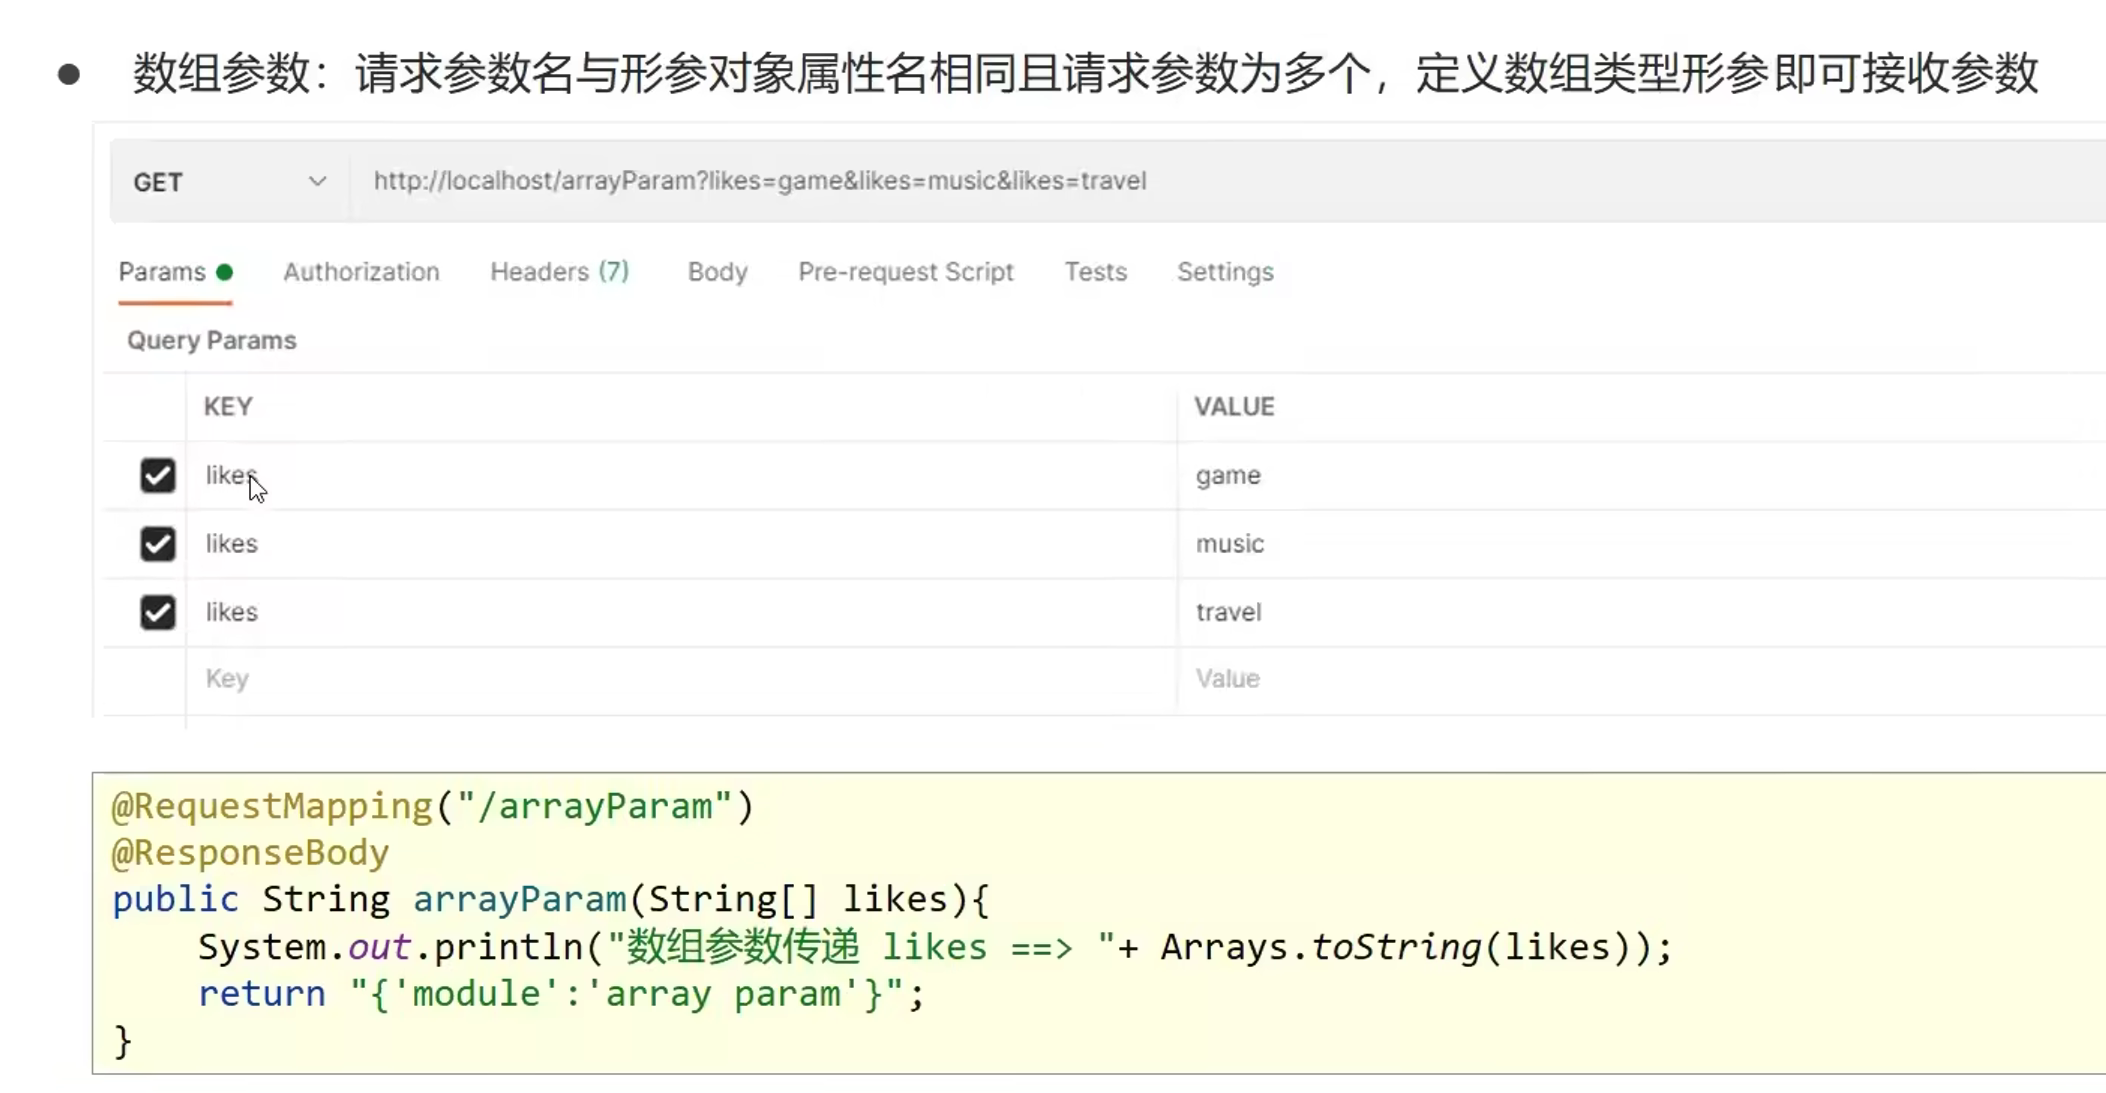 ● 数组参数：请求参数名与形参对象属性名相同且请求参数为多个，定义数组类型形参即可接收参数
GET http://localhost/arrayParam?likes=game&likes=music&likes=travel
Params Authorization Headers (7) Body Pre-request Script Tests Settings
Query Params
KEY VALUE
likes game
likes music
likes travel
Key Value
@RequestMapping("/arrayParam")
@ResponseBody
public String arrayParam(String[] likes){
    System.out.println("数组参数传递 likes ==> "+ Arrays.toString(likes));
    return "{'module':'array param'}";
}